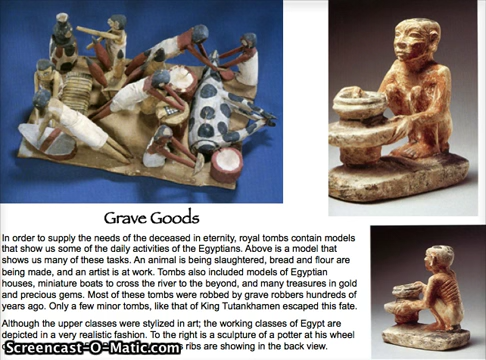 Grave Goods
In order to supply the needs of the deceased in eternity, royal tombs contain models
that show us some of the daily activities of the Egyptians. Above is a model that
shows us many of these tasks. An animal is being slaughtered, bread and flour are
being made, and an artist is at work. Tombs also included models of Egyptian
houses, miniature boats to cross the river to the beyond, and many treasures in gold
and precious gems. Most of these tombs were robbed by grave robbers hundreds of
years ago. Only a few minor tombs, like that of King Tutankhamen escaped this fate.
Although the upper classes were stylized in art; the working classes of Egypt are
depicted in a very realistic fashion. To the right is a sculpture of a potter at his wheel
ribs are showing in the back view.
Screencast-O-Matic.com